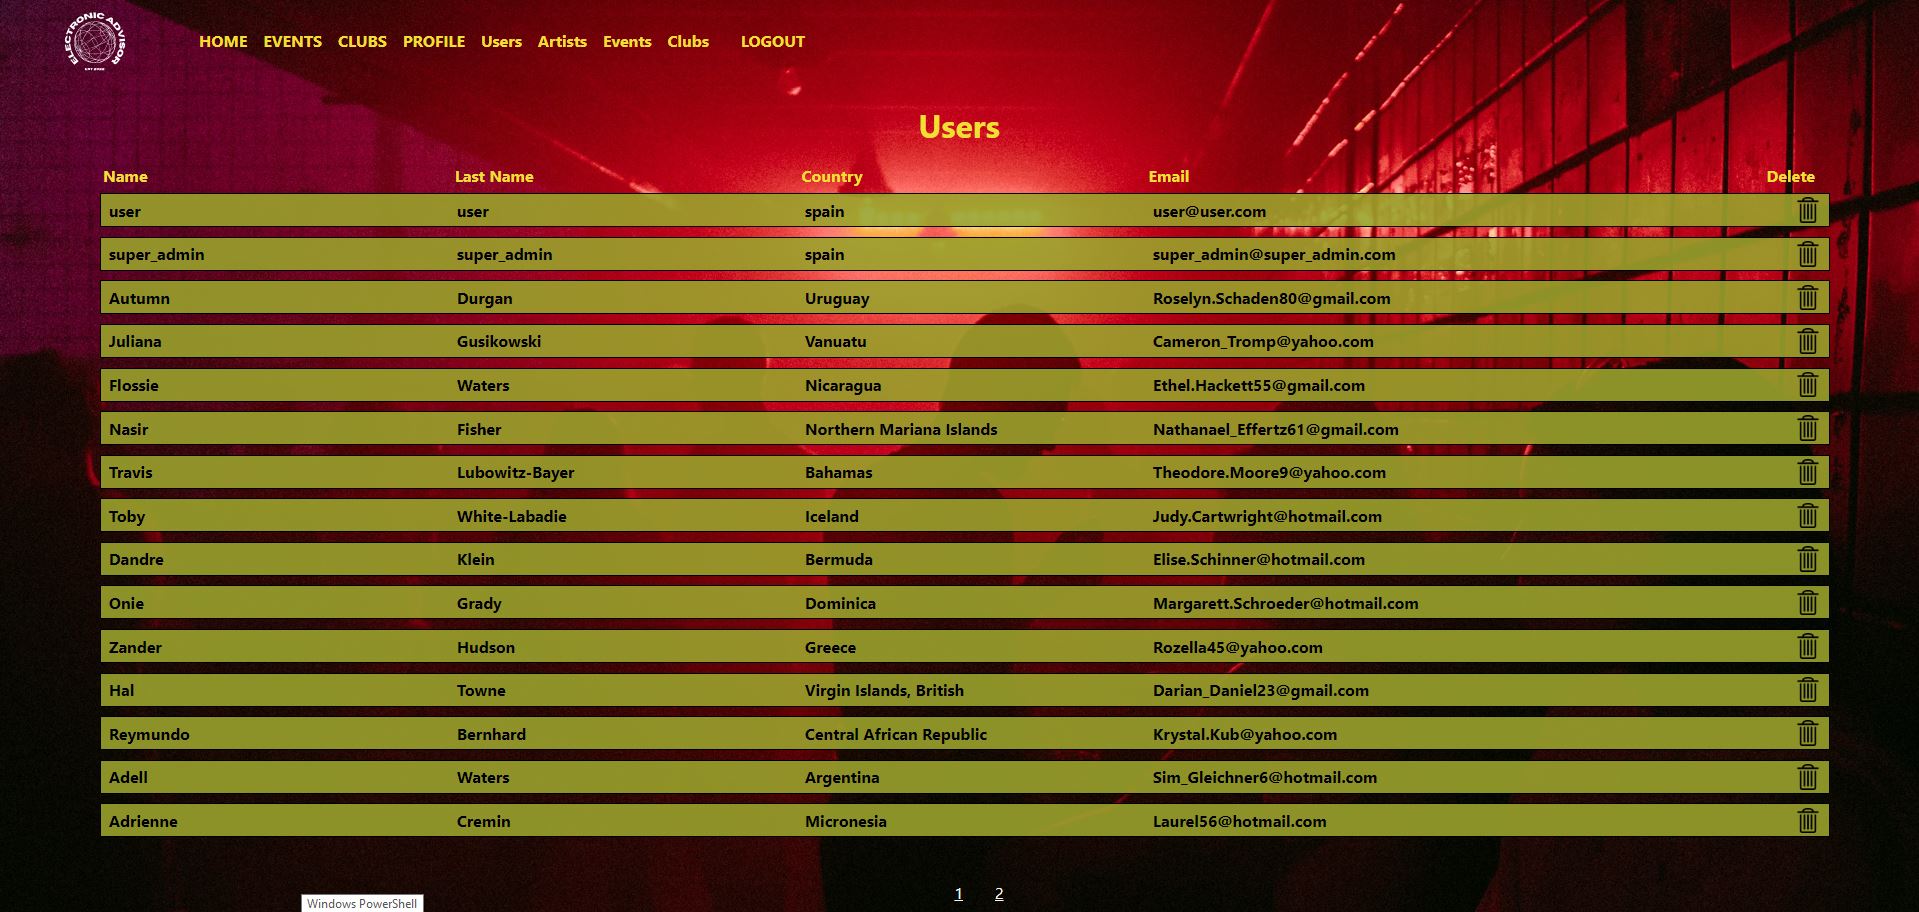 ELECTRONIC ADVISOR
HOME EVENTS CLUBS PROFILE Users Artists Events Clubs LOGOUT
Users
Name Last Name Country Email Delete
user user spain user@user.com
super_admin super_admin spain super_admin@super_admin.com
Autumn Durgan Uruguay Roselyn.Schaden80@gmail.com
Juliana Gusikowski Vanuatu Cameron_Tromp@yahoo.com
Flossie Waters Nicaragua Ethel.Hackett55@gmail.com
Nasir Fisher Northern Mariana Islands Nathanael_Effertz61@gmail.com
Travis Lubowitz-Bayer Bahamas Theodore.Moore9@yahoo.com
Toby White-Labadie Iceland Judy.Cartwright@hotmail.com
Dandre Klein Bermuda Elise.Schinner@hotmail.com
Onie Grady Dominica Margarett.Schroeder@hotmail.com
Zander Hudson Greece Rozella45@yahoo.com
Hal Towne Virgin Islands, British Darian_Daniel23@gmail.com
Reymundo Bernhard Central African Republic Krystal.Kub@yahoo.com
Adell Waters Argentina Sim_Gleichner6@hotmail.com
Adrienne Cremin Micronesia Laurel56@hotmail.com
1 2
Windows PowerShell